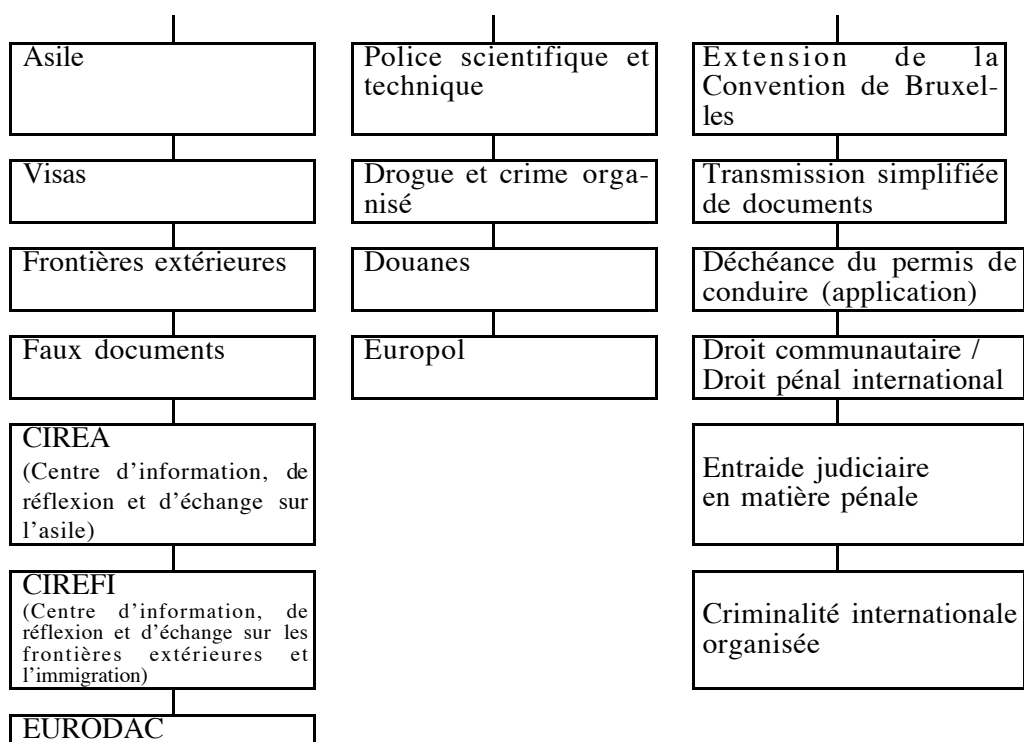 Asile
Visas
Frontières extérieures
Faux documents
CIREA
(Centre d’information, de
réflexion et d’échange sur
l’asile)
CIREFI
(Centre d’information, de
réflexion et d’échange sur les
frontières extérieures et
l’immigration)
EURODAC
Police scientifique et
technique
Drogue et crime orga-
nisé
Douanes
Europol
Extension de la
Convention de Bruxel-
les
Transmission simplifiée
de documents
Déchéance du permis de
conduire (application)
Droit communautaire /
Droit pénal international
Entraide judiciaire
en matière pénale
Criminalité internationale
organisée